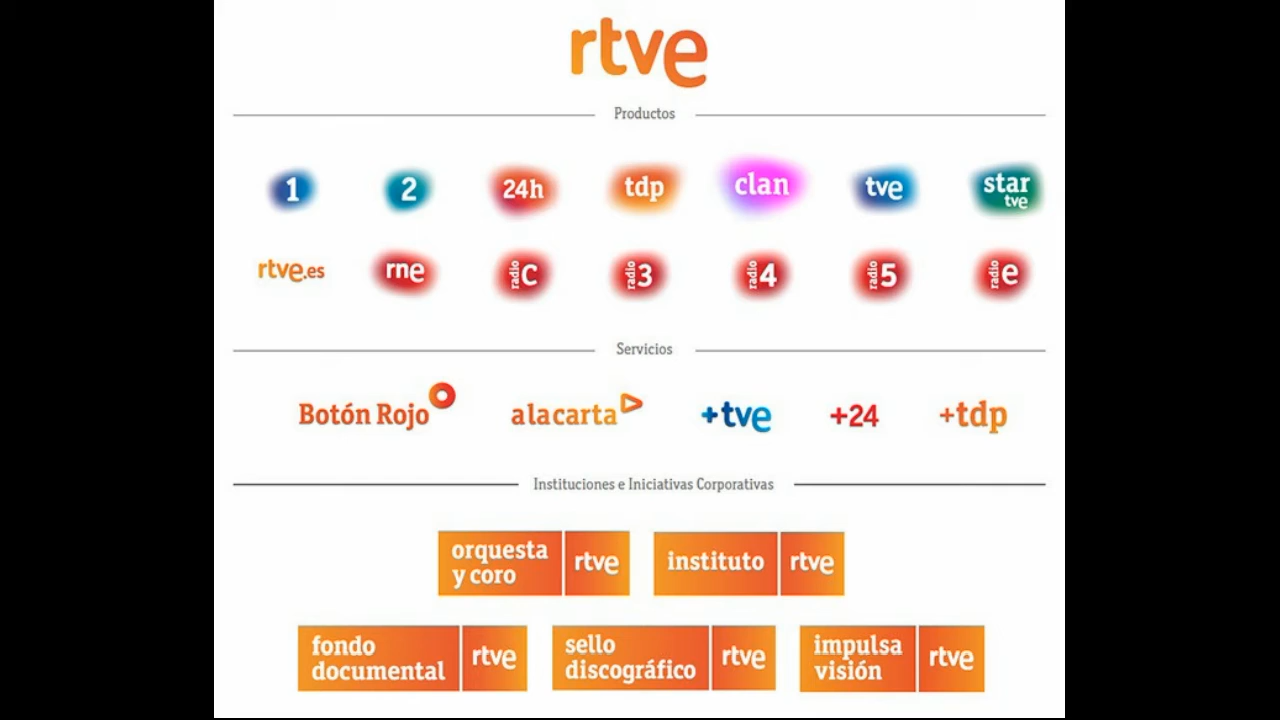 rtve
Productos
1 2 24h tdp clan tve star tve
rtve.es rne radio C radio 3 radio 4 radio 5 radio e
Servicios
Botón Rojo alacarta +tve +24 +tdp
Instituciones e Iniciativas Corporativas
orquesta y coro rtve instituto rtve
fondo documental rtve sello discográfico rtve impulsa visión rtve